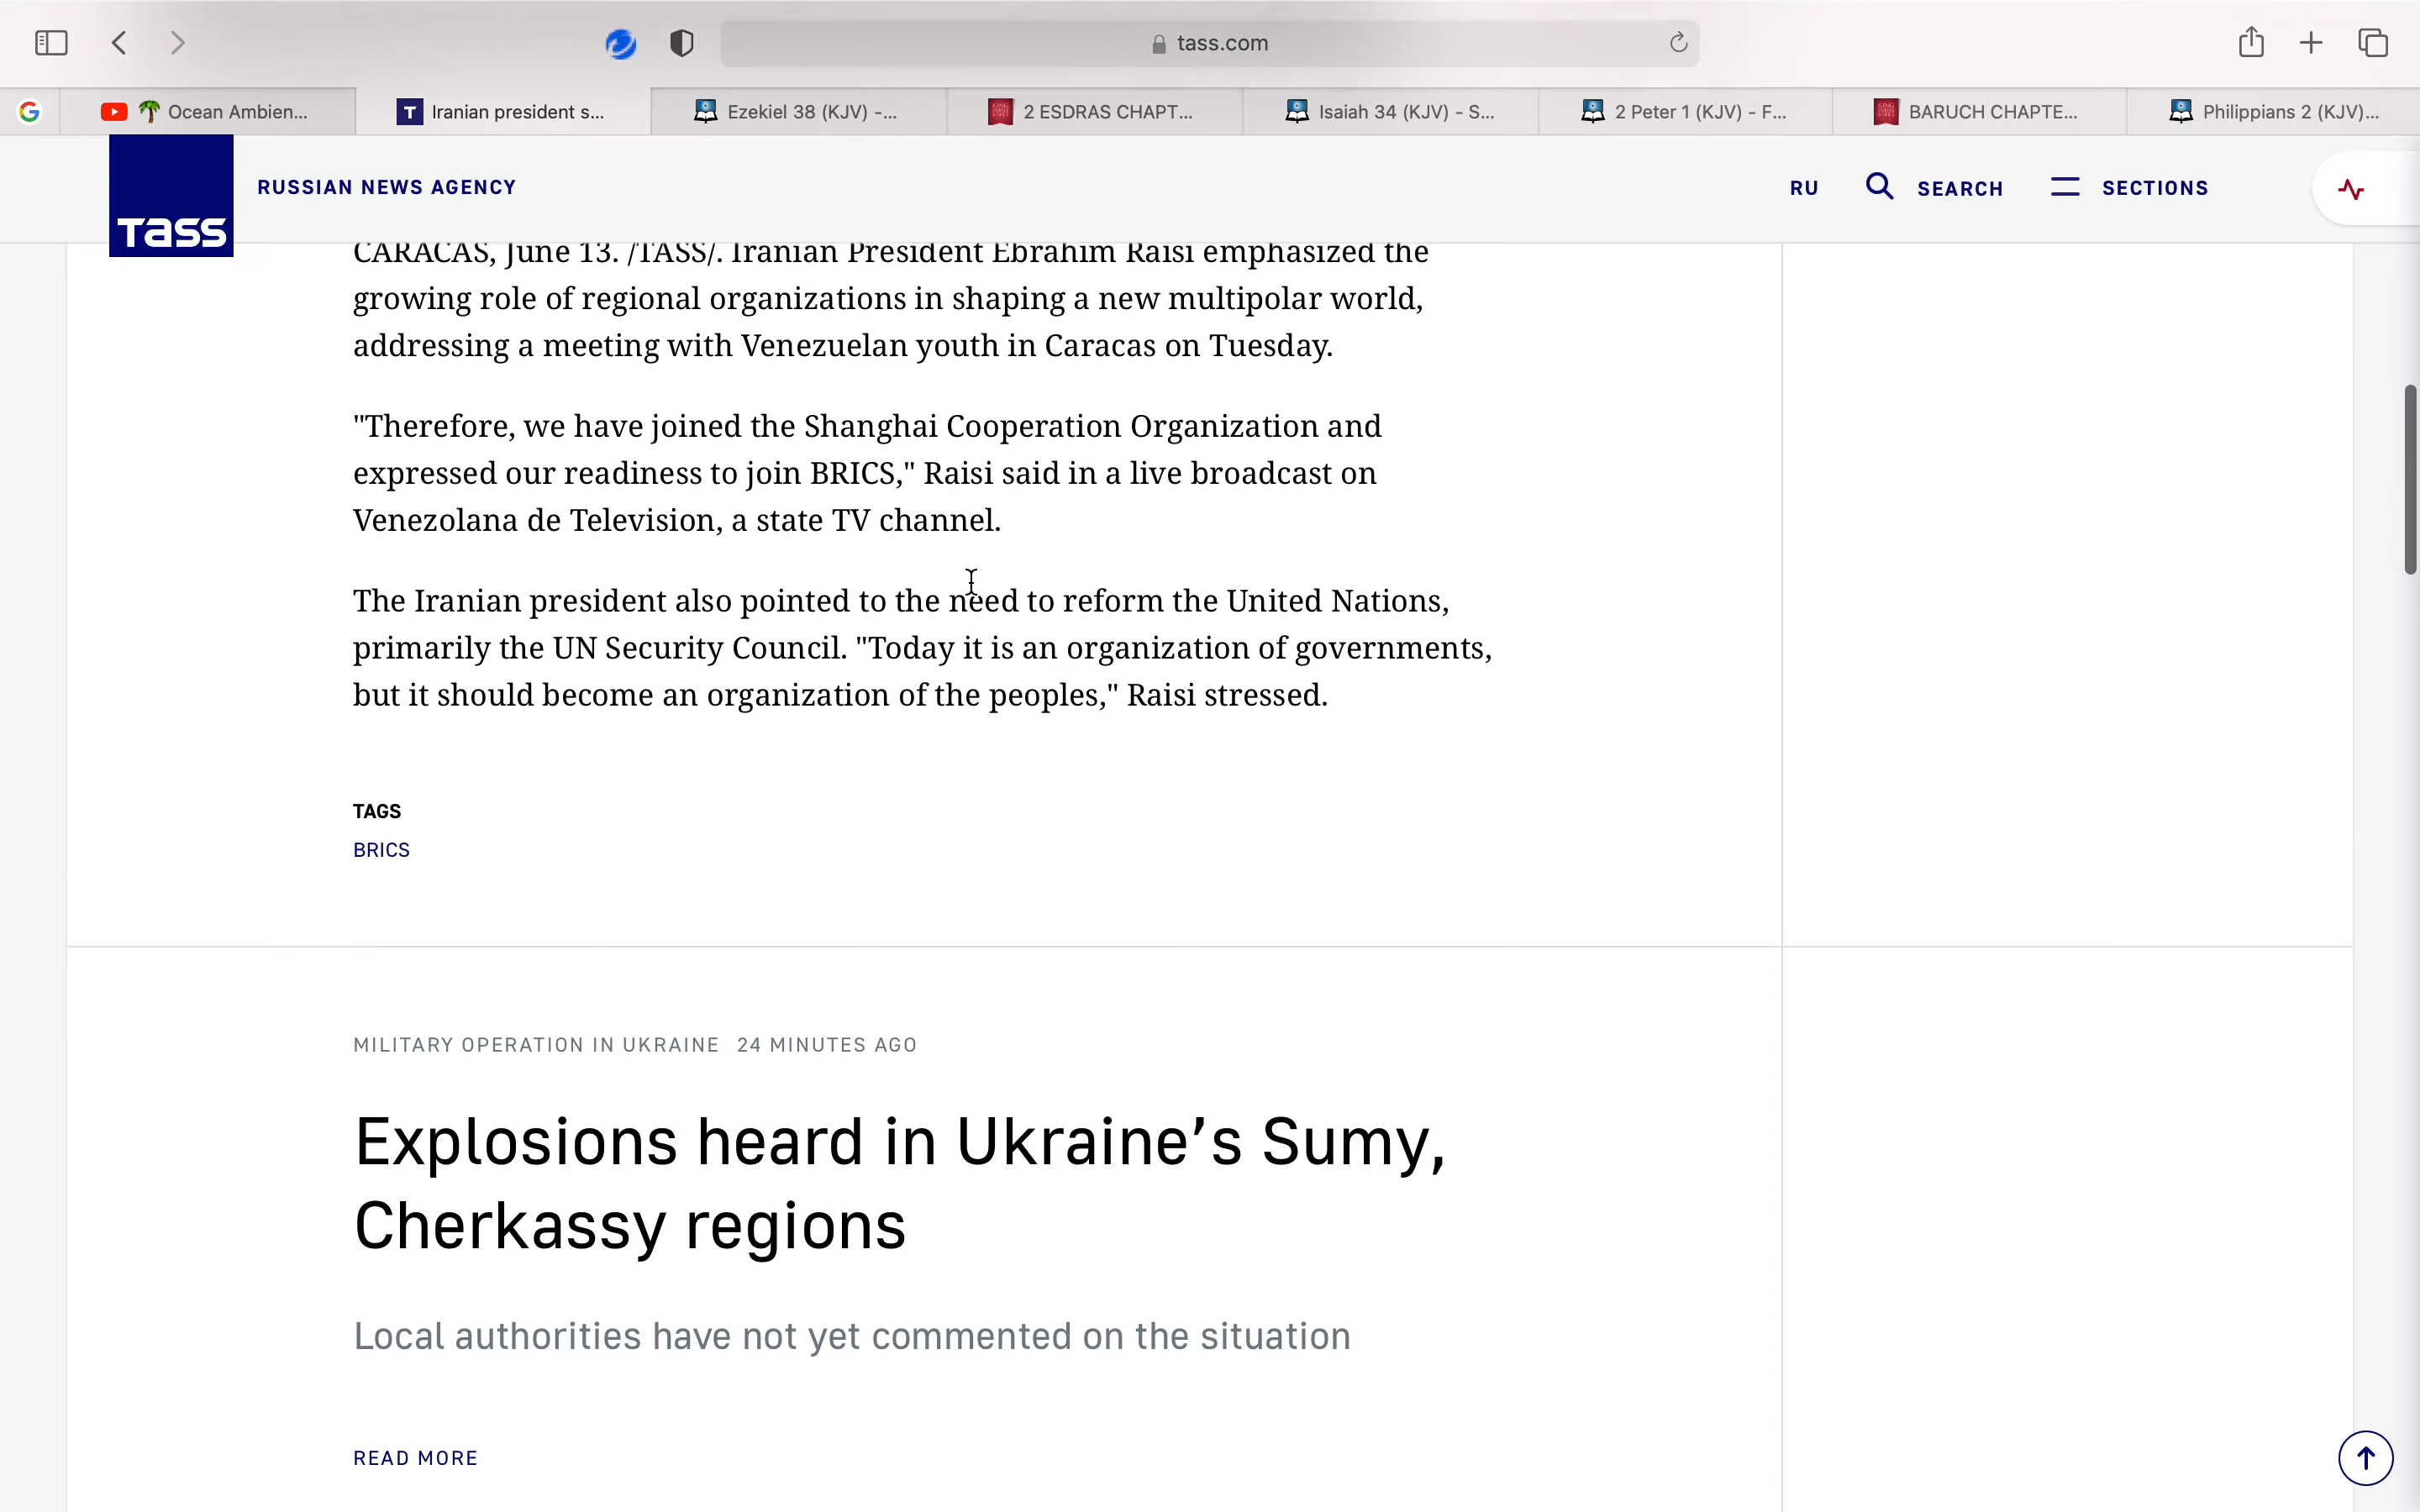 tass.com
Ocean Ambien...
Iranian president s...
Ezekiel 38 (KJV) -...
2 ESDRAS CHAPT...
Isaiah 34 (KJV) - S...
2 Peter 1 (KJV) - F...
BARUCH CHAPTE...
Philippians 2 (KJV)...
Tass
RUSSIAN NEWS AGENCY
RU
SEARCH
SECTIONS
CARACAS, June 13. /TASS/. Iranian President Ebrahim Raisi emphasized the
growing role of regional organizations in shaping a new multipolar world,
addressing a meeting with Venezuelan youth in Caracas on Tuesday.
"Therefore, we have joined the Shanghai Cooperation Organization and
expressed our readiness to join BRICS," Raisi said in a live broadcast on
Venezolana de Television, a state TV channel.
The Iranian president also pointed to the need to reform the United Nations,
primarily the UN Security Council. "Today it is an organization of governments,
but it should become an organization of the peoples," Raisi stressed.
TAGS
BRICS
MILITARY OPERATION IN UKRAINE 24 MINUTES AGO
Explosions heard in Ukraine’s Sumy,
Cherkassy regions
Local authorities have not yet commented on the situation
READ MORE